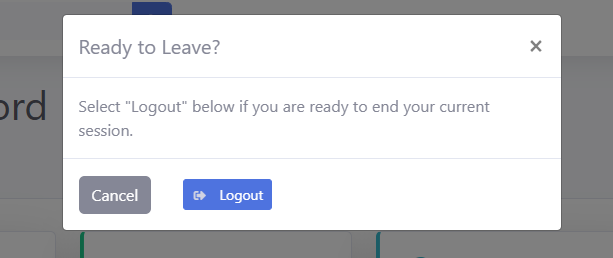 Ready to Leave?
×
ord
Select "Logout" below if you are ready to end your current
session.
Cancel
Logout